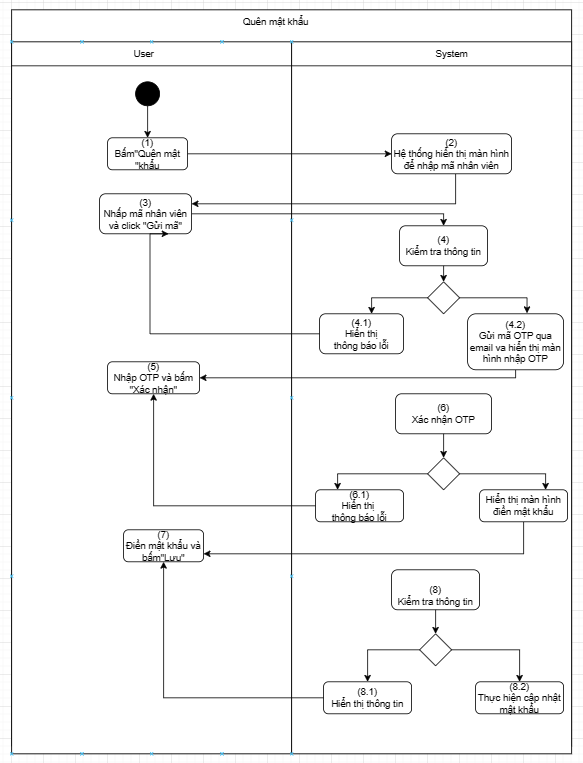 Quên mật khẩu
User
System
(1)
Bấm"Quên mật
"khẩu
(2)
Hệ thống hiển thị màn hình
để nhập mã nhân viên
(3)
Nhấp mã nhân viên
và click "Gửi mã"
(4)
Kiểm tra thông tin
(4.1)
Hiển thị
thông báo lỗi
(4.2)
Gửi mã OTP qua
email va hiển thị màn
hình nhập OTP
(5)
Nhập OTP và bấm
"Xác nhận"
(6)
Xác nhận OTP
(6.1)
Hiển thị
thông báo lỗi
Hiển thị màn hình
điền mật khẩu
(7)
Điền mật khẩu và
bấm"Lưu"
(8)
Kiểm tra thông tin
(8.1)
Hiển thị thông tin
(8.2)
Thực hiện cập nhật
mật khẩu